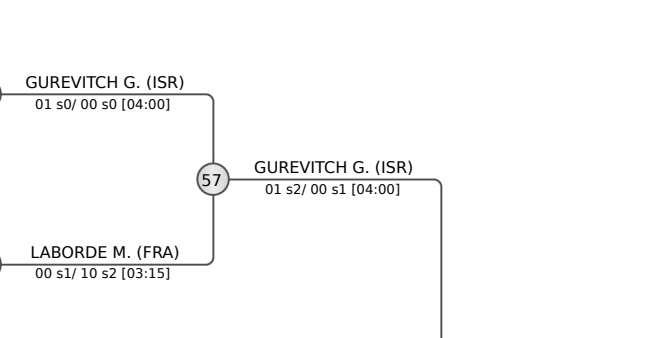 GUREVITCH G. (ISR)
01 s0/ 00 s0 [04:00]
57
GUREVITCH G. (ISR)
01 s2/ 00 s1 [04:00]
LABORDE M. (FRA)
00 s1/ 10 s2 [03:15]